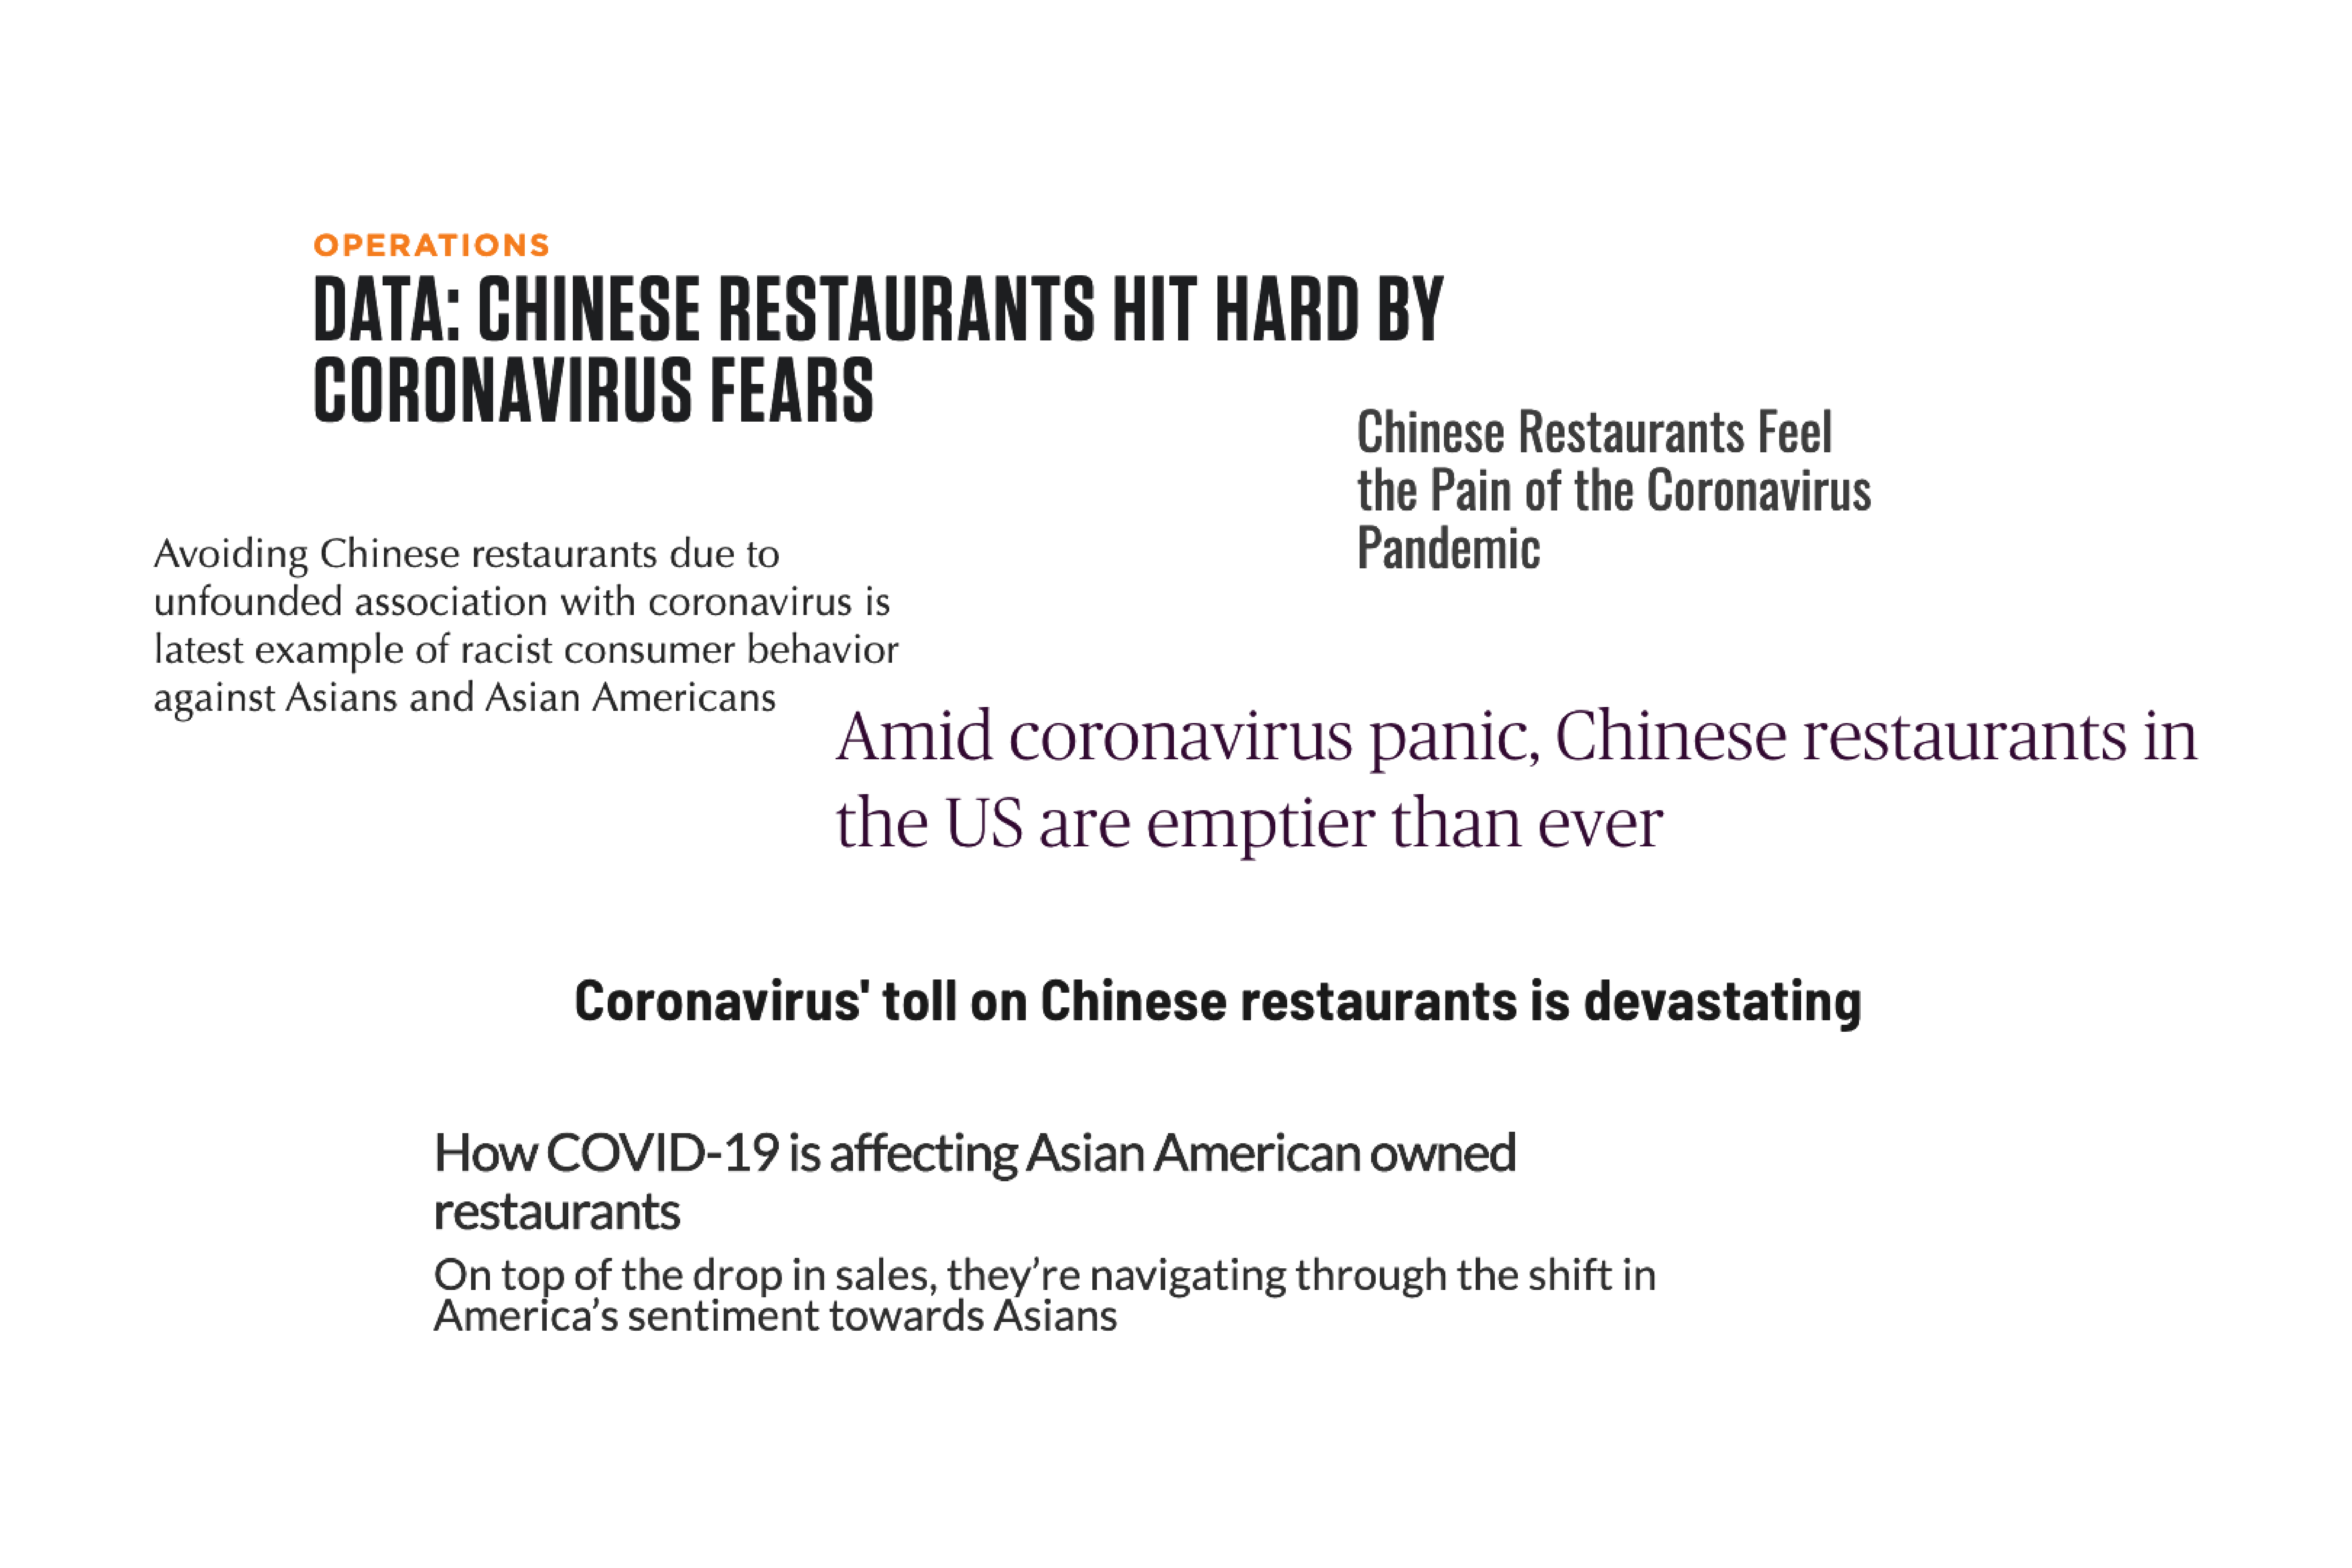 OPERATIONS
DATA: CHINESE RESTAURANTS HIT HARD BY
CORONAVIRUS FEARS
Chinese Restaurants Feel
the Pain of the Coronavirus
Pandemic
Avoiding Chinese restaurants due to
unfounded association with coronavirus is
latest example of racist consumer behavior
against Asians and Asian Americans
Amid coronavirus panic, Chinese restaurants in
the US are emptier than ever
Coronavirus' toll on Chinese restaurants is devastating
How COVID-19 is affecting Asian American owned
restaurants
On top of the drop in sales, they’re navigating through the shift in
America’s sentiment towards Asians